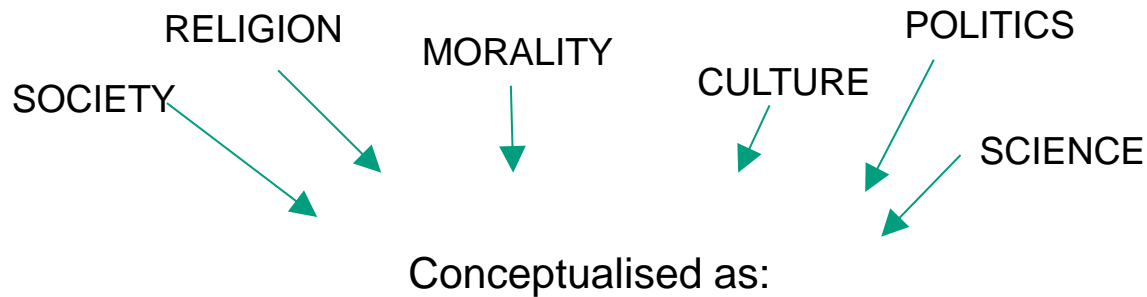 RELIGION
MORALITY
POLITICS
SOCIETY
CULTURE
SCIENCE
Conceptualised as: